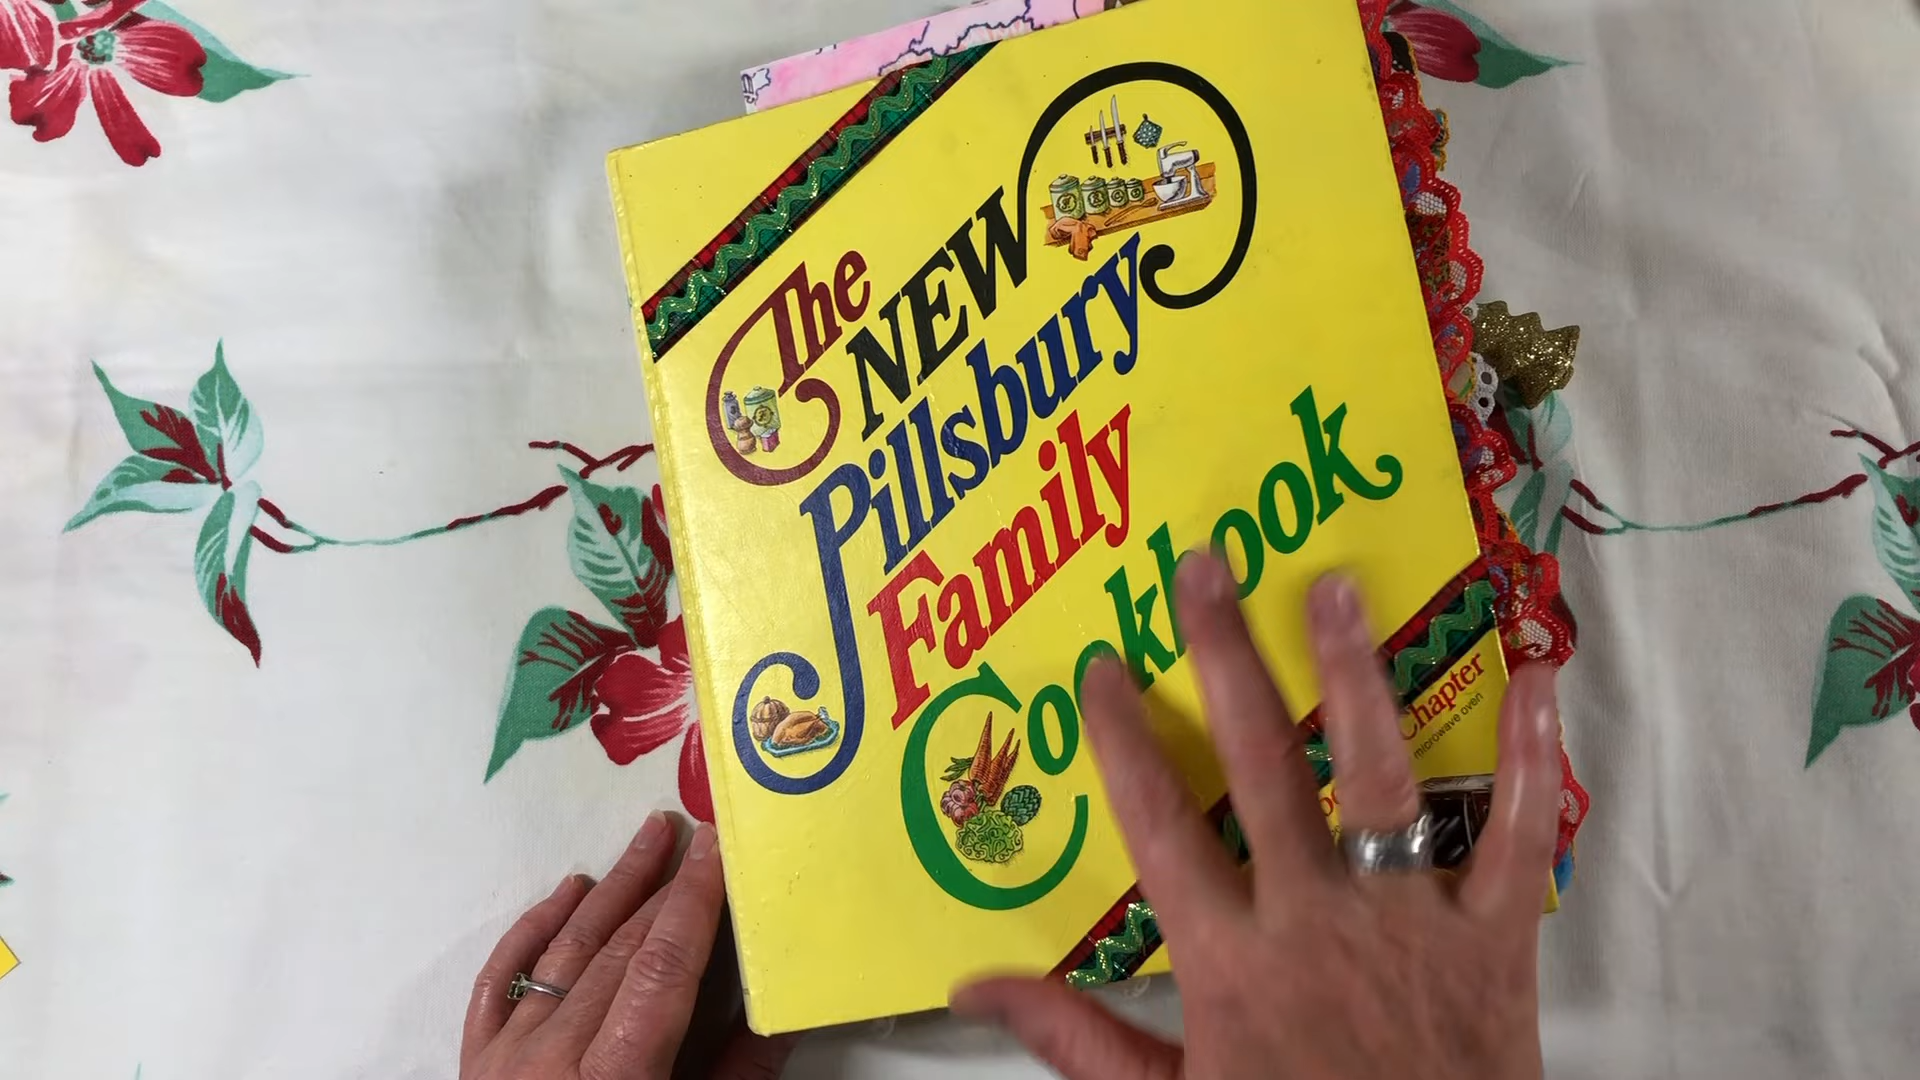 The
NEW
Pillsbury
Family
Cookbook
Chapter
microwave oven